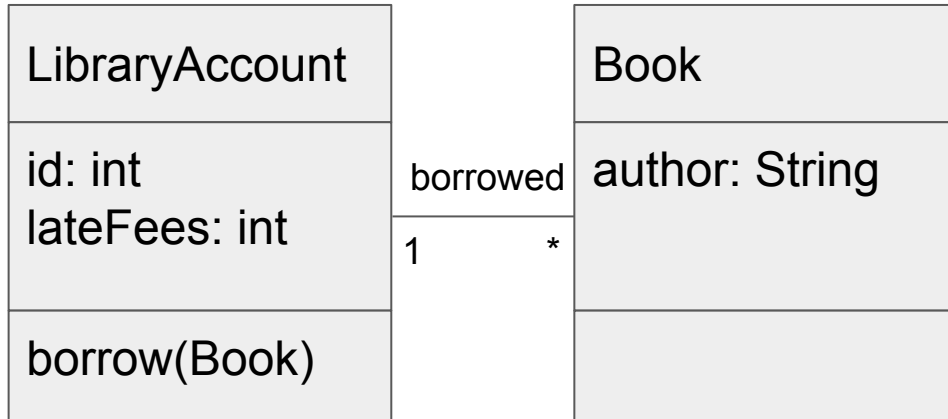 LibraryAccount
id: int
lateFees: int
borrow(Book)
borrowed
1 *
Book
author: String